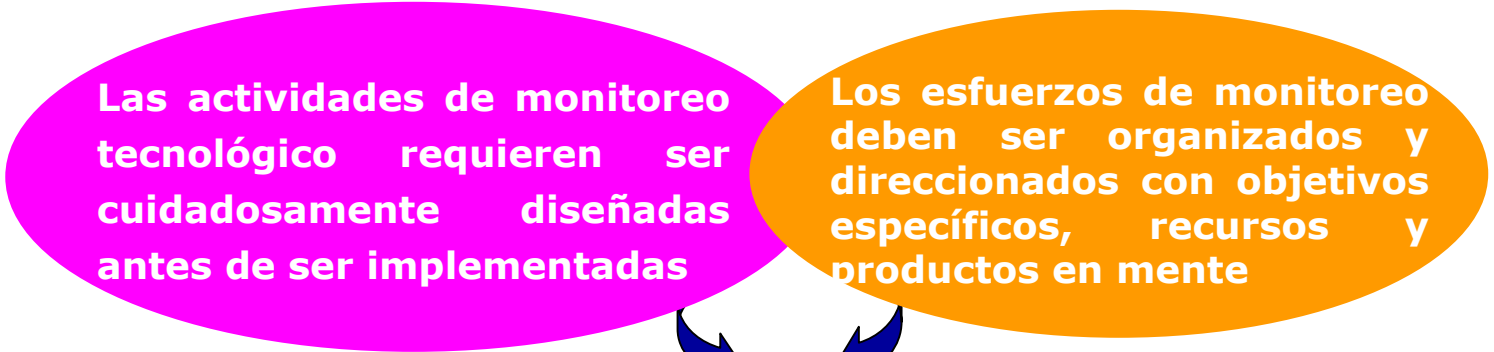 Las actividades de monitoreo
tecnológico requieren ser
cuidadosamente diseñadas
antes de ser implementadas
Los esfuerzos de monitoreo
deben ser organizados y
direccionados con objetivos
específicos, recursos y
productos en mente